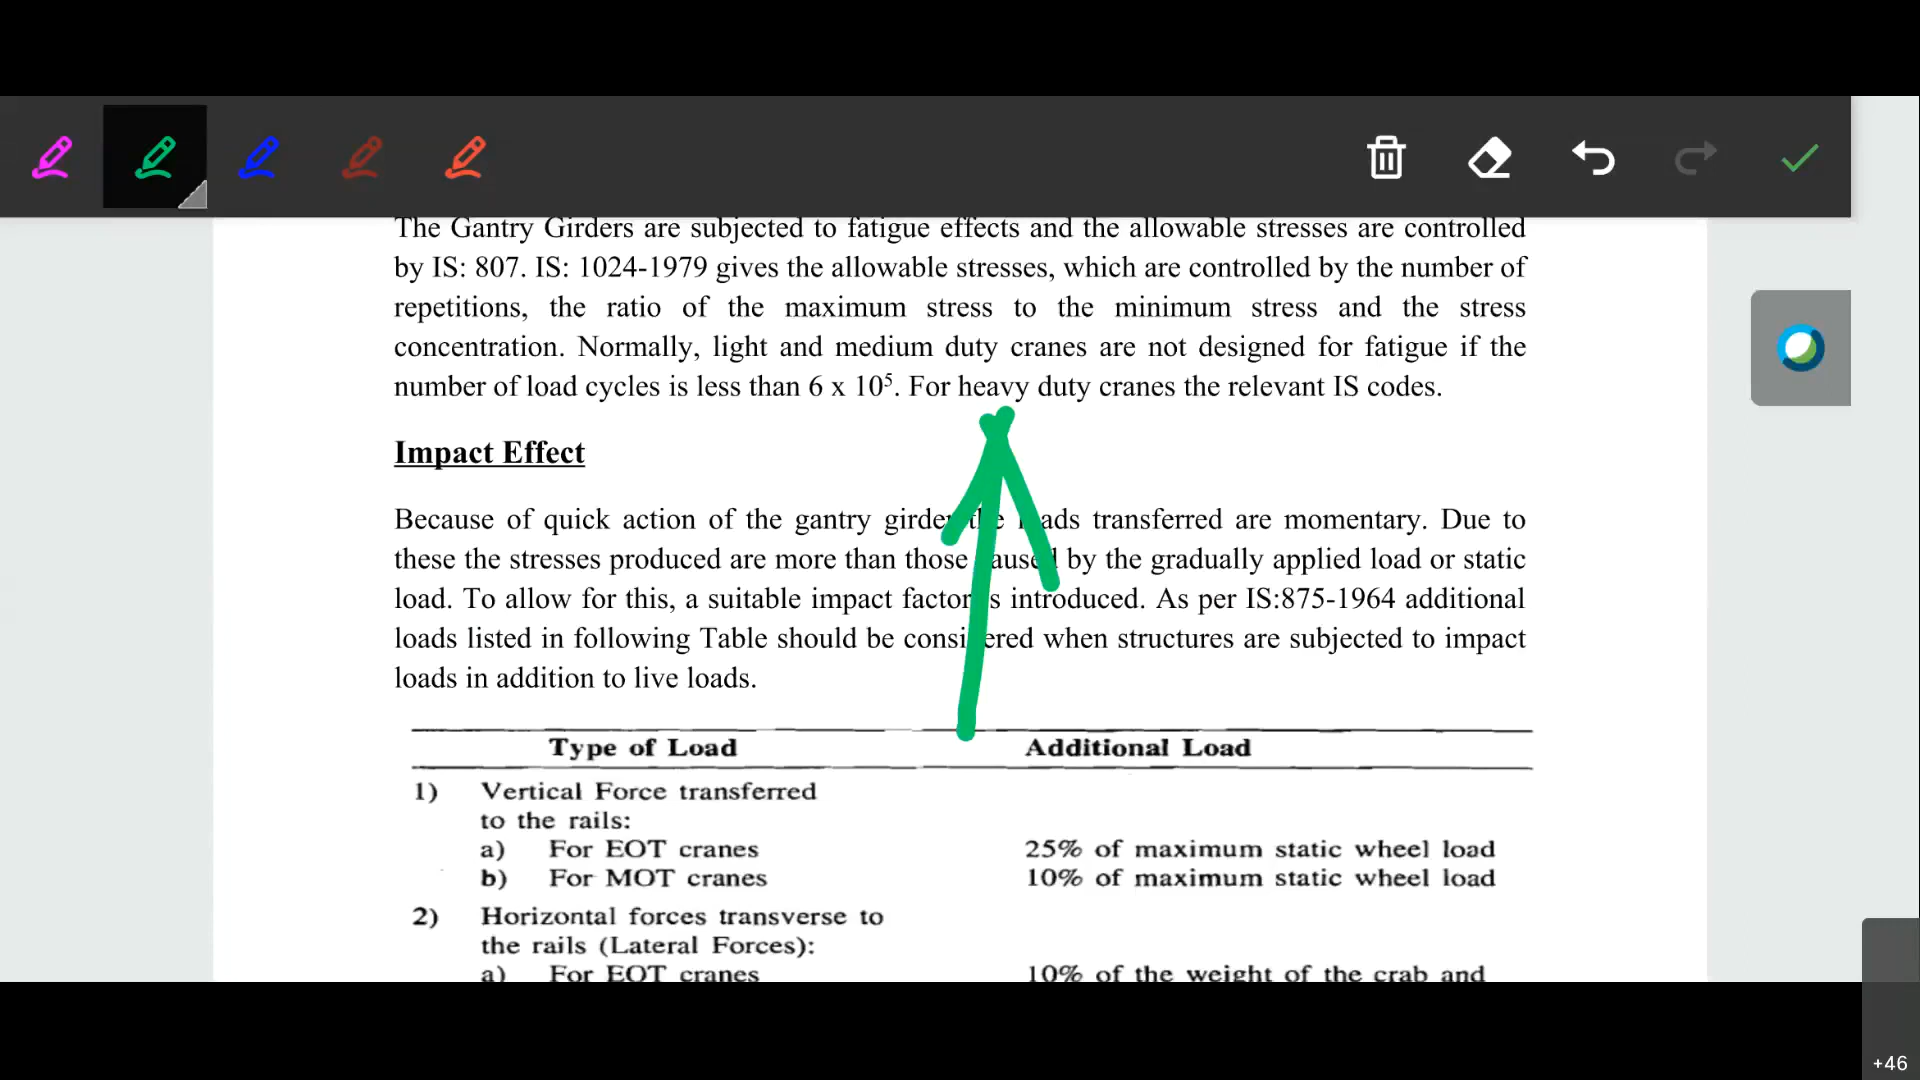 The Gantry Girders are subjected to fatigue effects and the allowable stresses are controlled
by IS: 807. IS: 1024-1979 gives the allowable stresses, which are controlled by the number of
repetitions, the ratio of the maximum stress to the minimum stress and the stress
concentration. Normally, light and medium duty cranes are not designed for fatigue if the
number of load cycles is less than 6 x 10⁵. For heavy duty cranes the relevant IS codes.
Impact Effect
Because of quick action of the gantry girder the loads transferred are momentary. Due to
these the stresses produced are more than those caused by the gradually applied load or static
load. To allow for this, a suitable impact factor is introduced. As per IS:875-1964 additional
loads listed in following Table should be considered when structures are subjected to impact
loads in addition to live loads.
Type of Load Additional Load
1) Vertical Force transferred
to the rails:
a) For EOT cranes 25% of maximum static wheel load
b) For MOT cranes 10% of maximum static wheel load
2) Horizontal forces transverse to
the rails (Lateral Forces):
a) For EOT cranes 10% of the weight of the crab and
+46